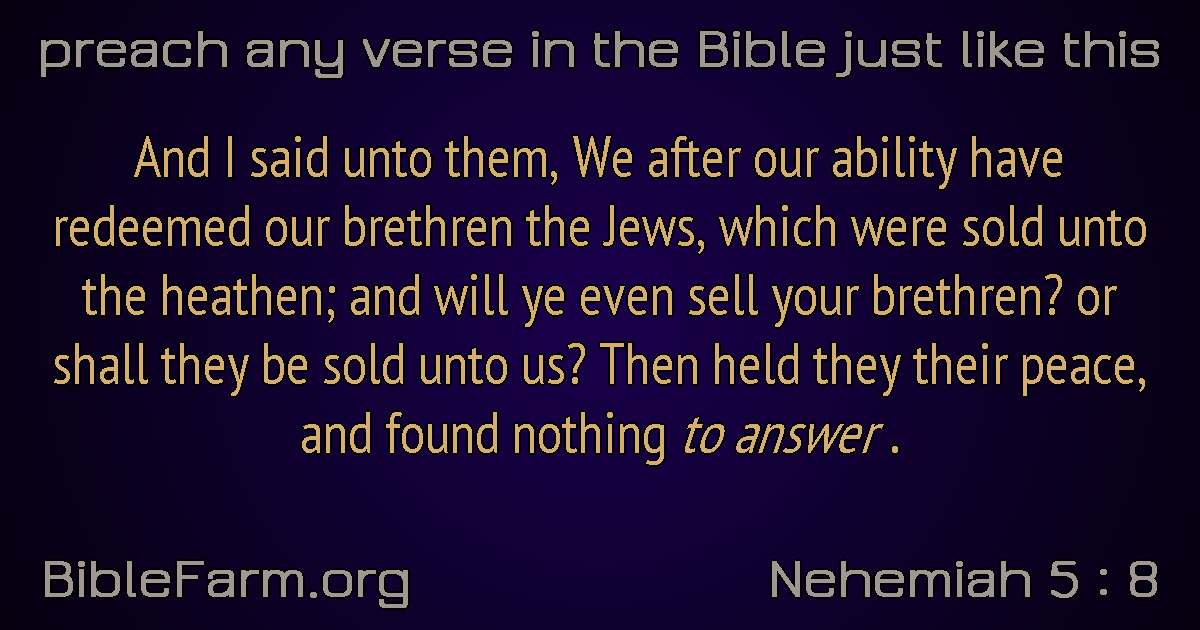 preach any verse in the Bible just like this
And I said unto them, We after our ability have
redeemed our brethren the Jews, which were sold unto
the heathen; and will ye even sell your brethren? or
shall they be sold unto us? Then held they their peace,
and found nothing to answer .
BibleFarm.org
Nehemiah 5 : 8